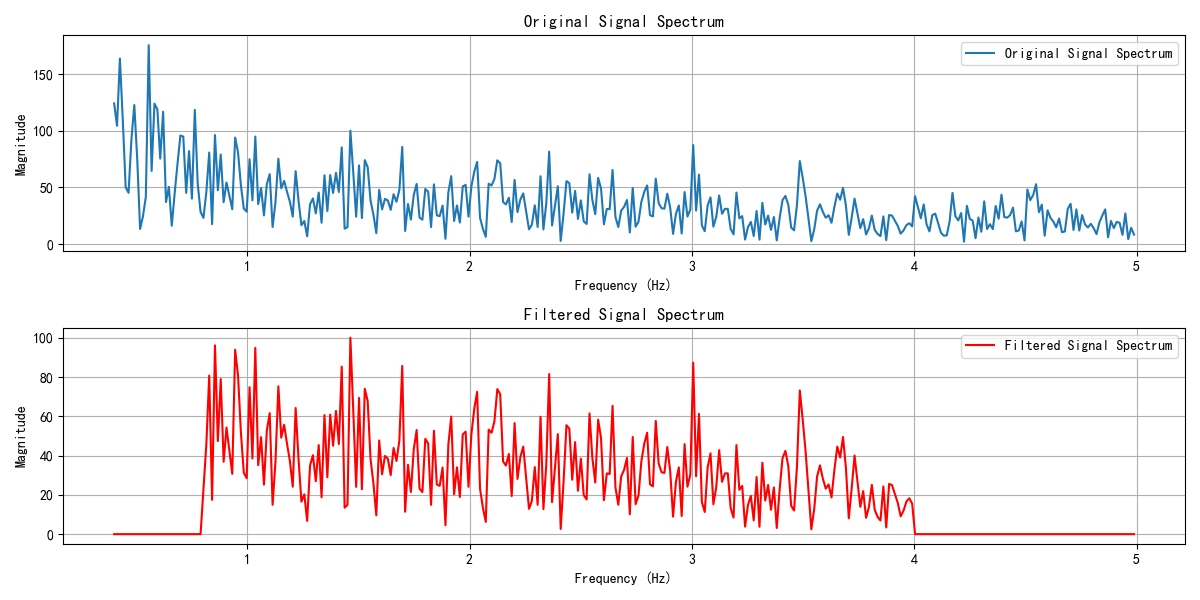 Original Signal Spectrum
Original Signal Spectrum
Magnitude
150
100
50
0
1 2 3 4 5
Frequency (Hz)
Filtered Signal Spectrum
Filtered Signal Spectrum
Magnitude
100
80
60
40
20
0
1 2 3 4 5
Frequency (Hz)